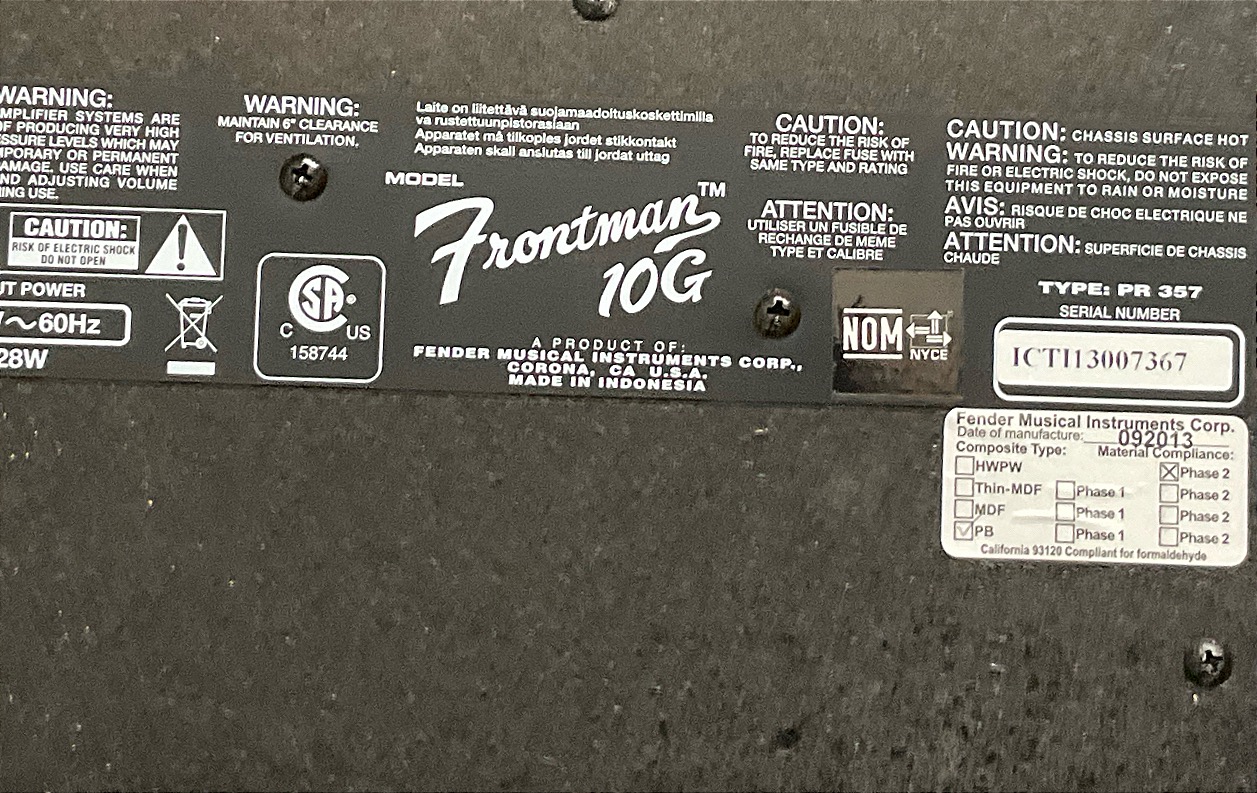 WARNING:
AMPLIFIER SYSTEMS ARE
OF PRODUCING VERY HIGH
SSURE LEVELS WHICH MAY
MPORARY OR PERMANENT
DAMAGE. USE CARE WHEN
AND ADJUSTING VOLUME
ING USE.
CAUTION:
RISK OF ELECTRIC SHOCK
DO NOT OPEN
UT POWER
V~60Hz
28W
WARNING:
MAINTAIN 6" CLEARANCE
FOR VENTILATION.
CSA®
C US
158744
Laite on liitettävä suojamaadoituskoskettimilla
va rustettuunpistorasiaan
Apparatet må tilkoples jordet stikkontakt
Apparaten skall anslutas till jordat uttag
MODEL
Frontman™
10G
A PRODUCT OF:
FENDER MUSICAL INSTRUMENTS CORP.,
CORONA, CA U.S.A.
MADE IN INDONESIA
CAUTION:
TO REDUCE THE RISK OF
FIRE, REPLACE FUSE WITH
SAME TYPE AND RATING
ATTENTION:
UTILISER UN FUSIBLE DE
RECHANGE DE MEME
TYPE ET CALIBRE
NOM
NYCE
CAUTION: CHASSIS SURFACE HOT
WARNING: TO REDUCE THE RISK OF
FIRE OR ELECTRIC SHOCK, DO NOT EXPOSE
THIS EQUIPMENT TO RAIN OR MOISTURE
AVIS: RISQUE DE CHOC ELECTRIQUE NE
PAS OUVRIR
ATTENTION: SUPERFICIE DE CHASSIS
CHAUDE
TYPE: PR 357
SERIAL NUMBER
ICTI13007367
Fender Musical Instruments Corp.
Date of manufacture: 092013
Composite Type: Material Compliance:
HWPW Phase 2
Thin-MDF Phase 1 Phase 2
MDF Phase 1 Phase 2
PB Phase 1 Phase 2
California 93120 Compliant for formaldehyde